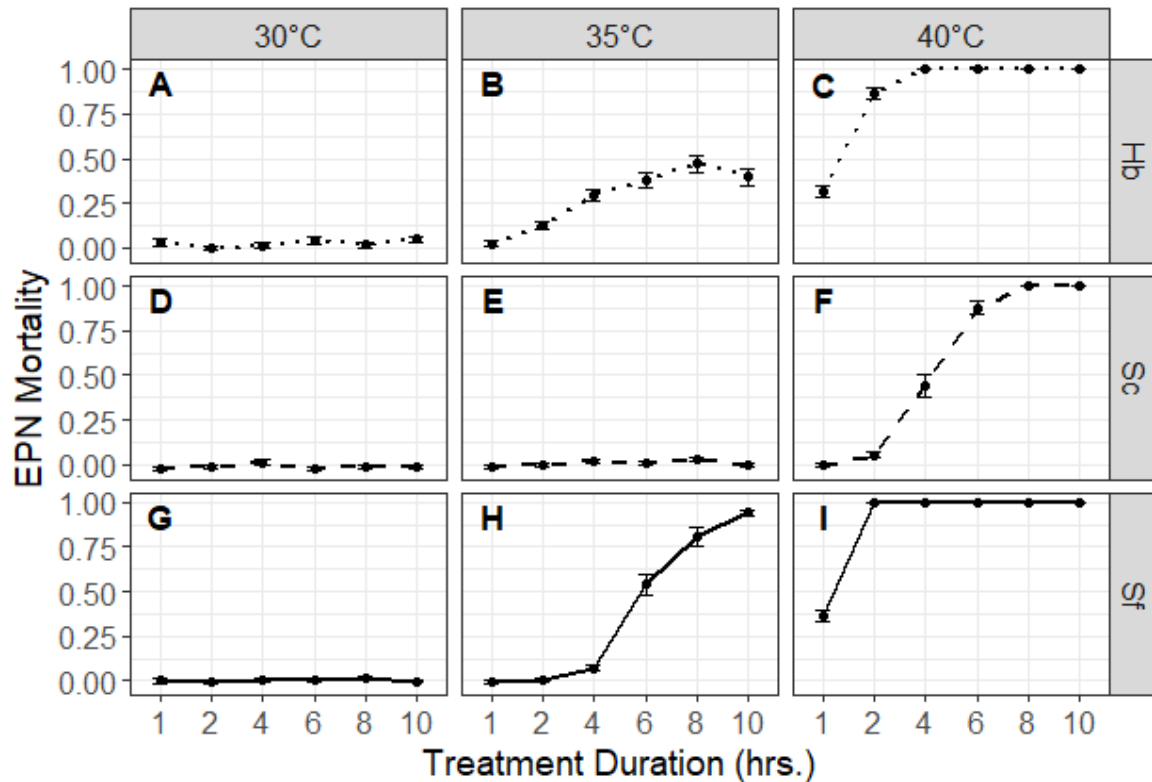 30°C 35°C 40°C
A B C
1.00
0.75
0.50
0.25
0.00
Hb
D E F
1.00
0.75
0.50
0.25
0.00
Sc
G H I
1.00
0.75
0.50
0.25
0.00
Sf
EPN Mortality
1 2 4 6 8 10 1 2 4 6 8 10 1 2 4 6 8 10
Treatment Duration (hrs.)